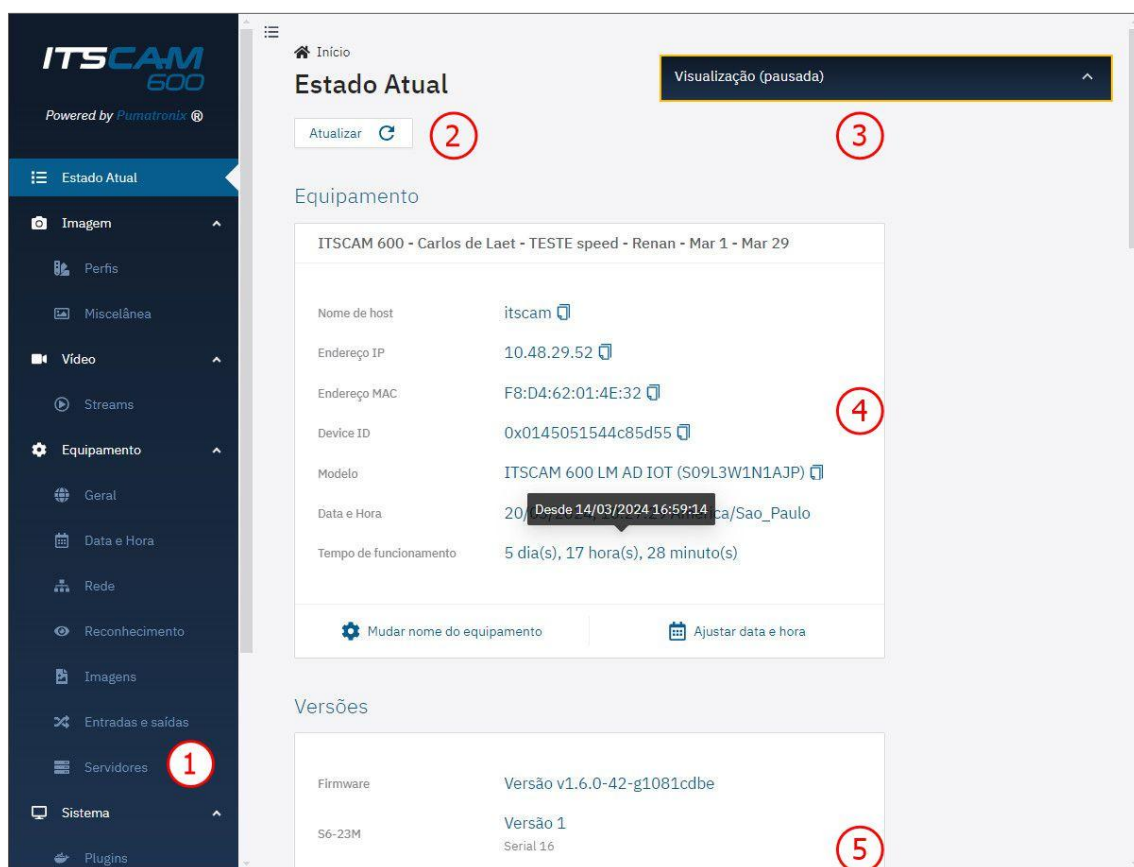 ITSCAM
600
Powered by Pumatronix ®
Estado Atual
Imagem
Perfis
Miscelânea
Vídeo
Streams
Equipamento
Geral
Data e Hora
Rede
Reconhecimento
Imagens
Entradas e saídas
Servidores
1
Sistema
Plugins
Início
Estado Atual
Atualizar
2
Visualização (pausada)
3
Equipamento
ITSCAM 600 - Carlos de Laet - TESTE speed - Renan - Mar 1 - Mar 29
Nome de host itscam
Endereço IP 10.48.29.52
Endereço MAC F8:D4:62:01:4E:32
4
Device ID 0x0145051544c85d55
Modelo ITSCAM 600 LM AD IOT (S09L3W1N1AJP)
Desde 14/03/2024 16:59:14
Data e Hora 20/ ca/Sao_Paulo
Tempo de funcionamento 5 dia(s), 17 hora(s), 28 minuto(s)
Mudar nome do equipamento Ajustar data e hora
Versões
Firmware Versão v1.6.0-42-g1081cdbe
S6-23M Versão 1
Serial 16
5